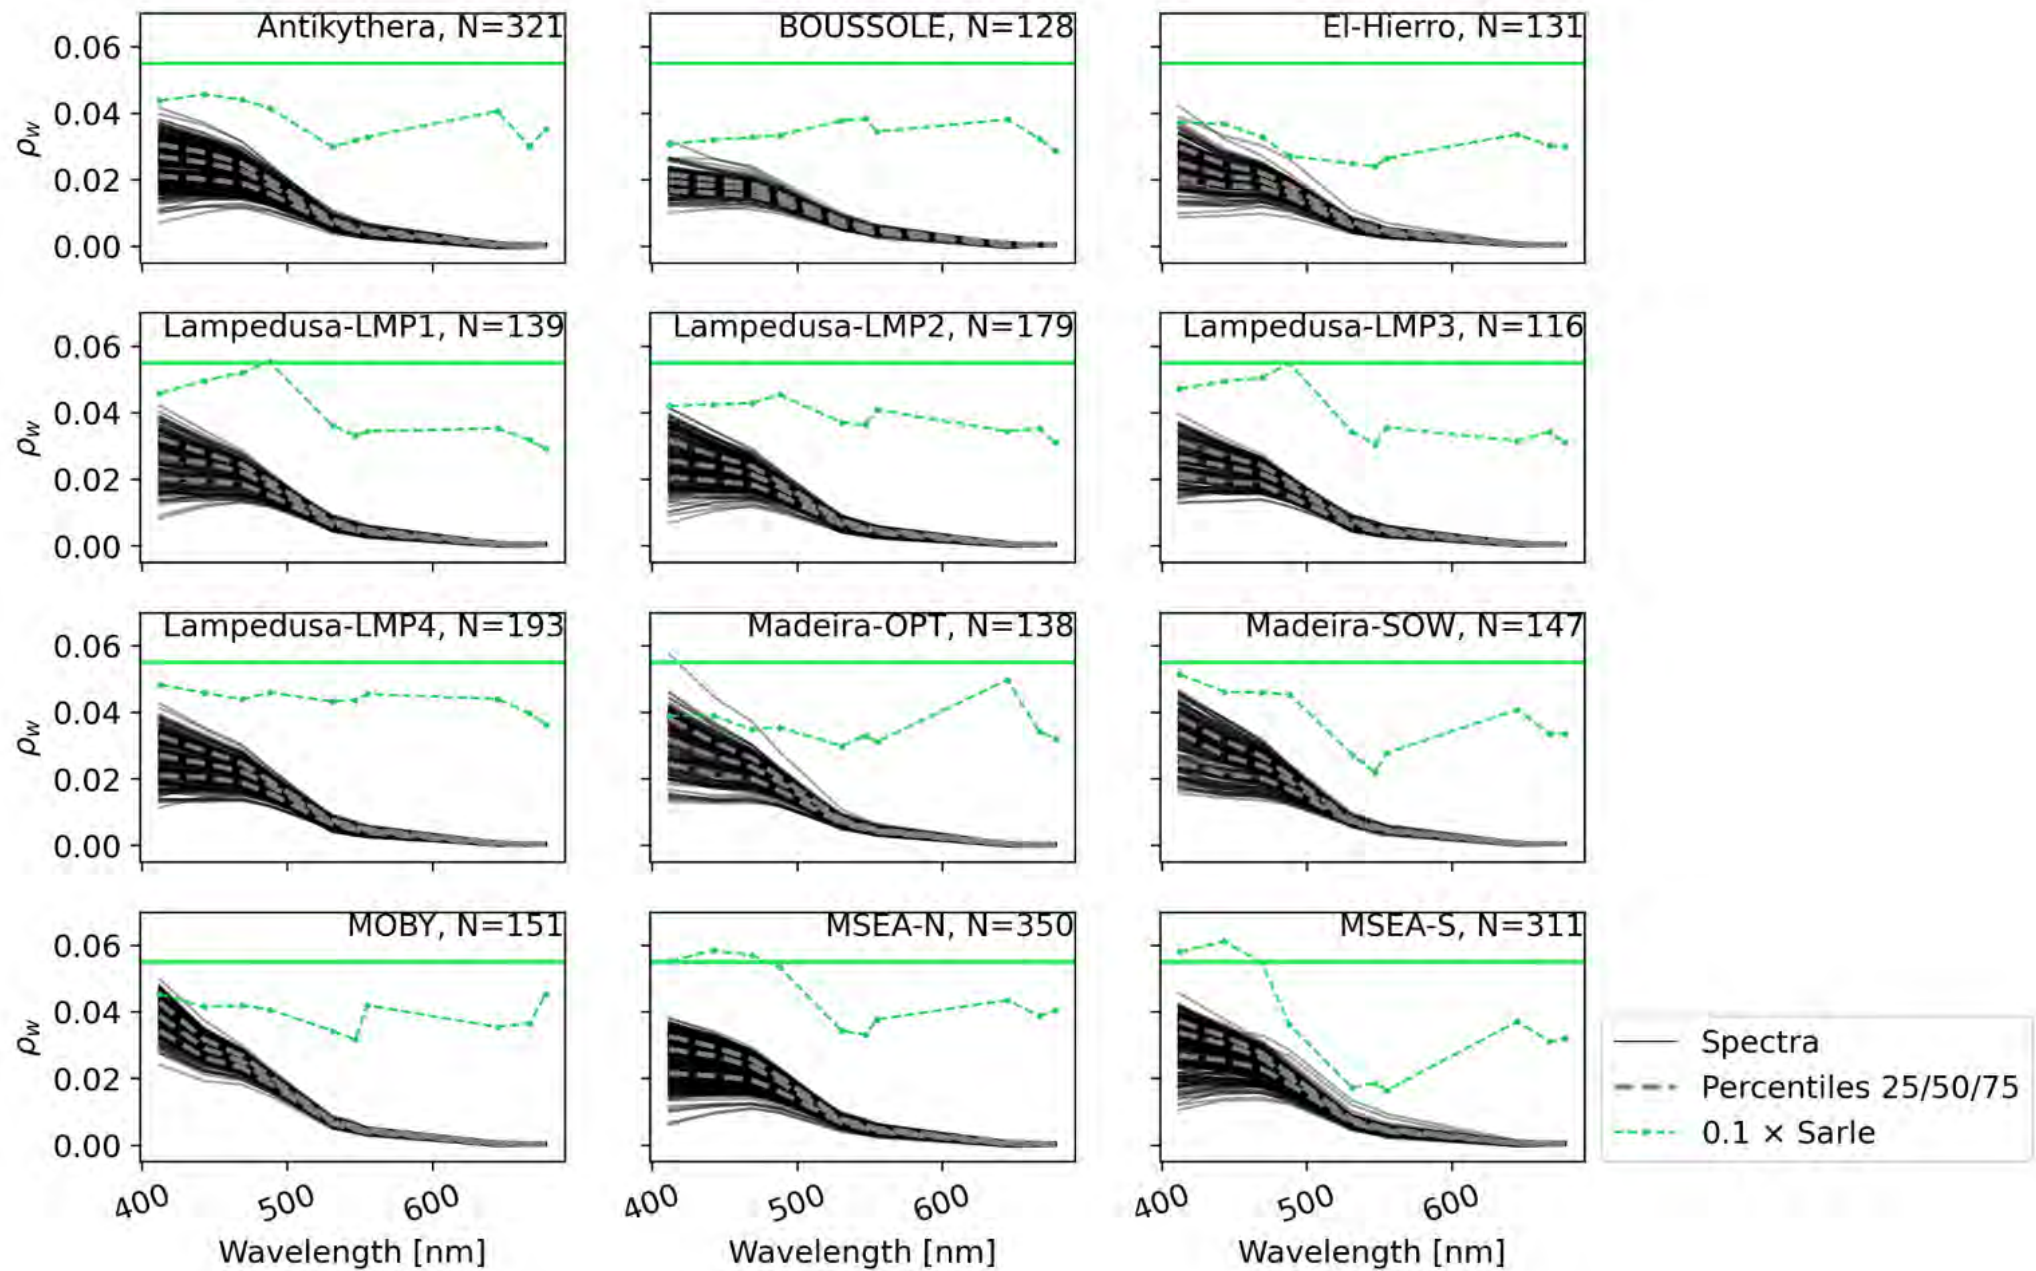 Antikythera, N=321
BOUSSOLE, N=128
El-Hierro, N=131
0.06
0.04
0.02
0.00
ρw
Lampedusa-LMP1, N=139
Lampedusa-LMP2, N=179
Lampedusa-LMP3, N=116
0.06
0.04
0.02
0.00
ρw
Lampedusa-LMP4, N=193
Madeira-OPT, N=138
Madeira-SOW, N=147
0.06
0.04
0.02
0.00
ρw
MOBY, N=151
MSEA-N, N=350
MSEA-S, N=311
0.06
0.04
0.02
0.00
ρw
Spectra
Percentiles 25/50/75
0.1 × Sarle
400 500 600
400 500 600
400 500 600
Wavelength [nm]
Wavelength [nm]
Wavelength [nm]